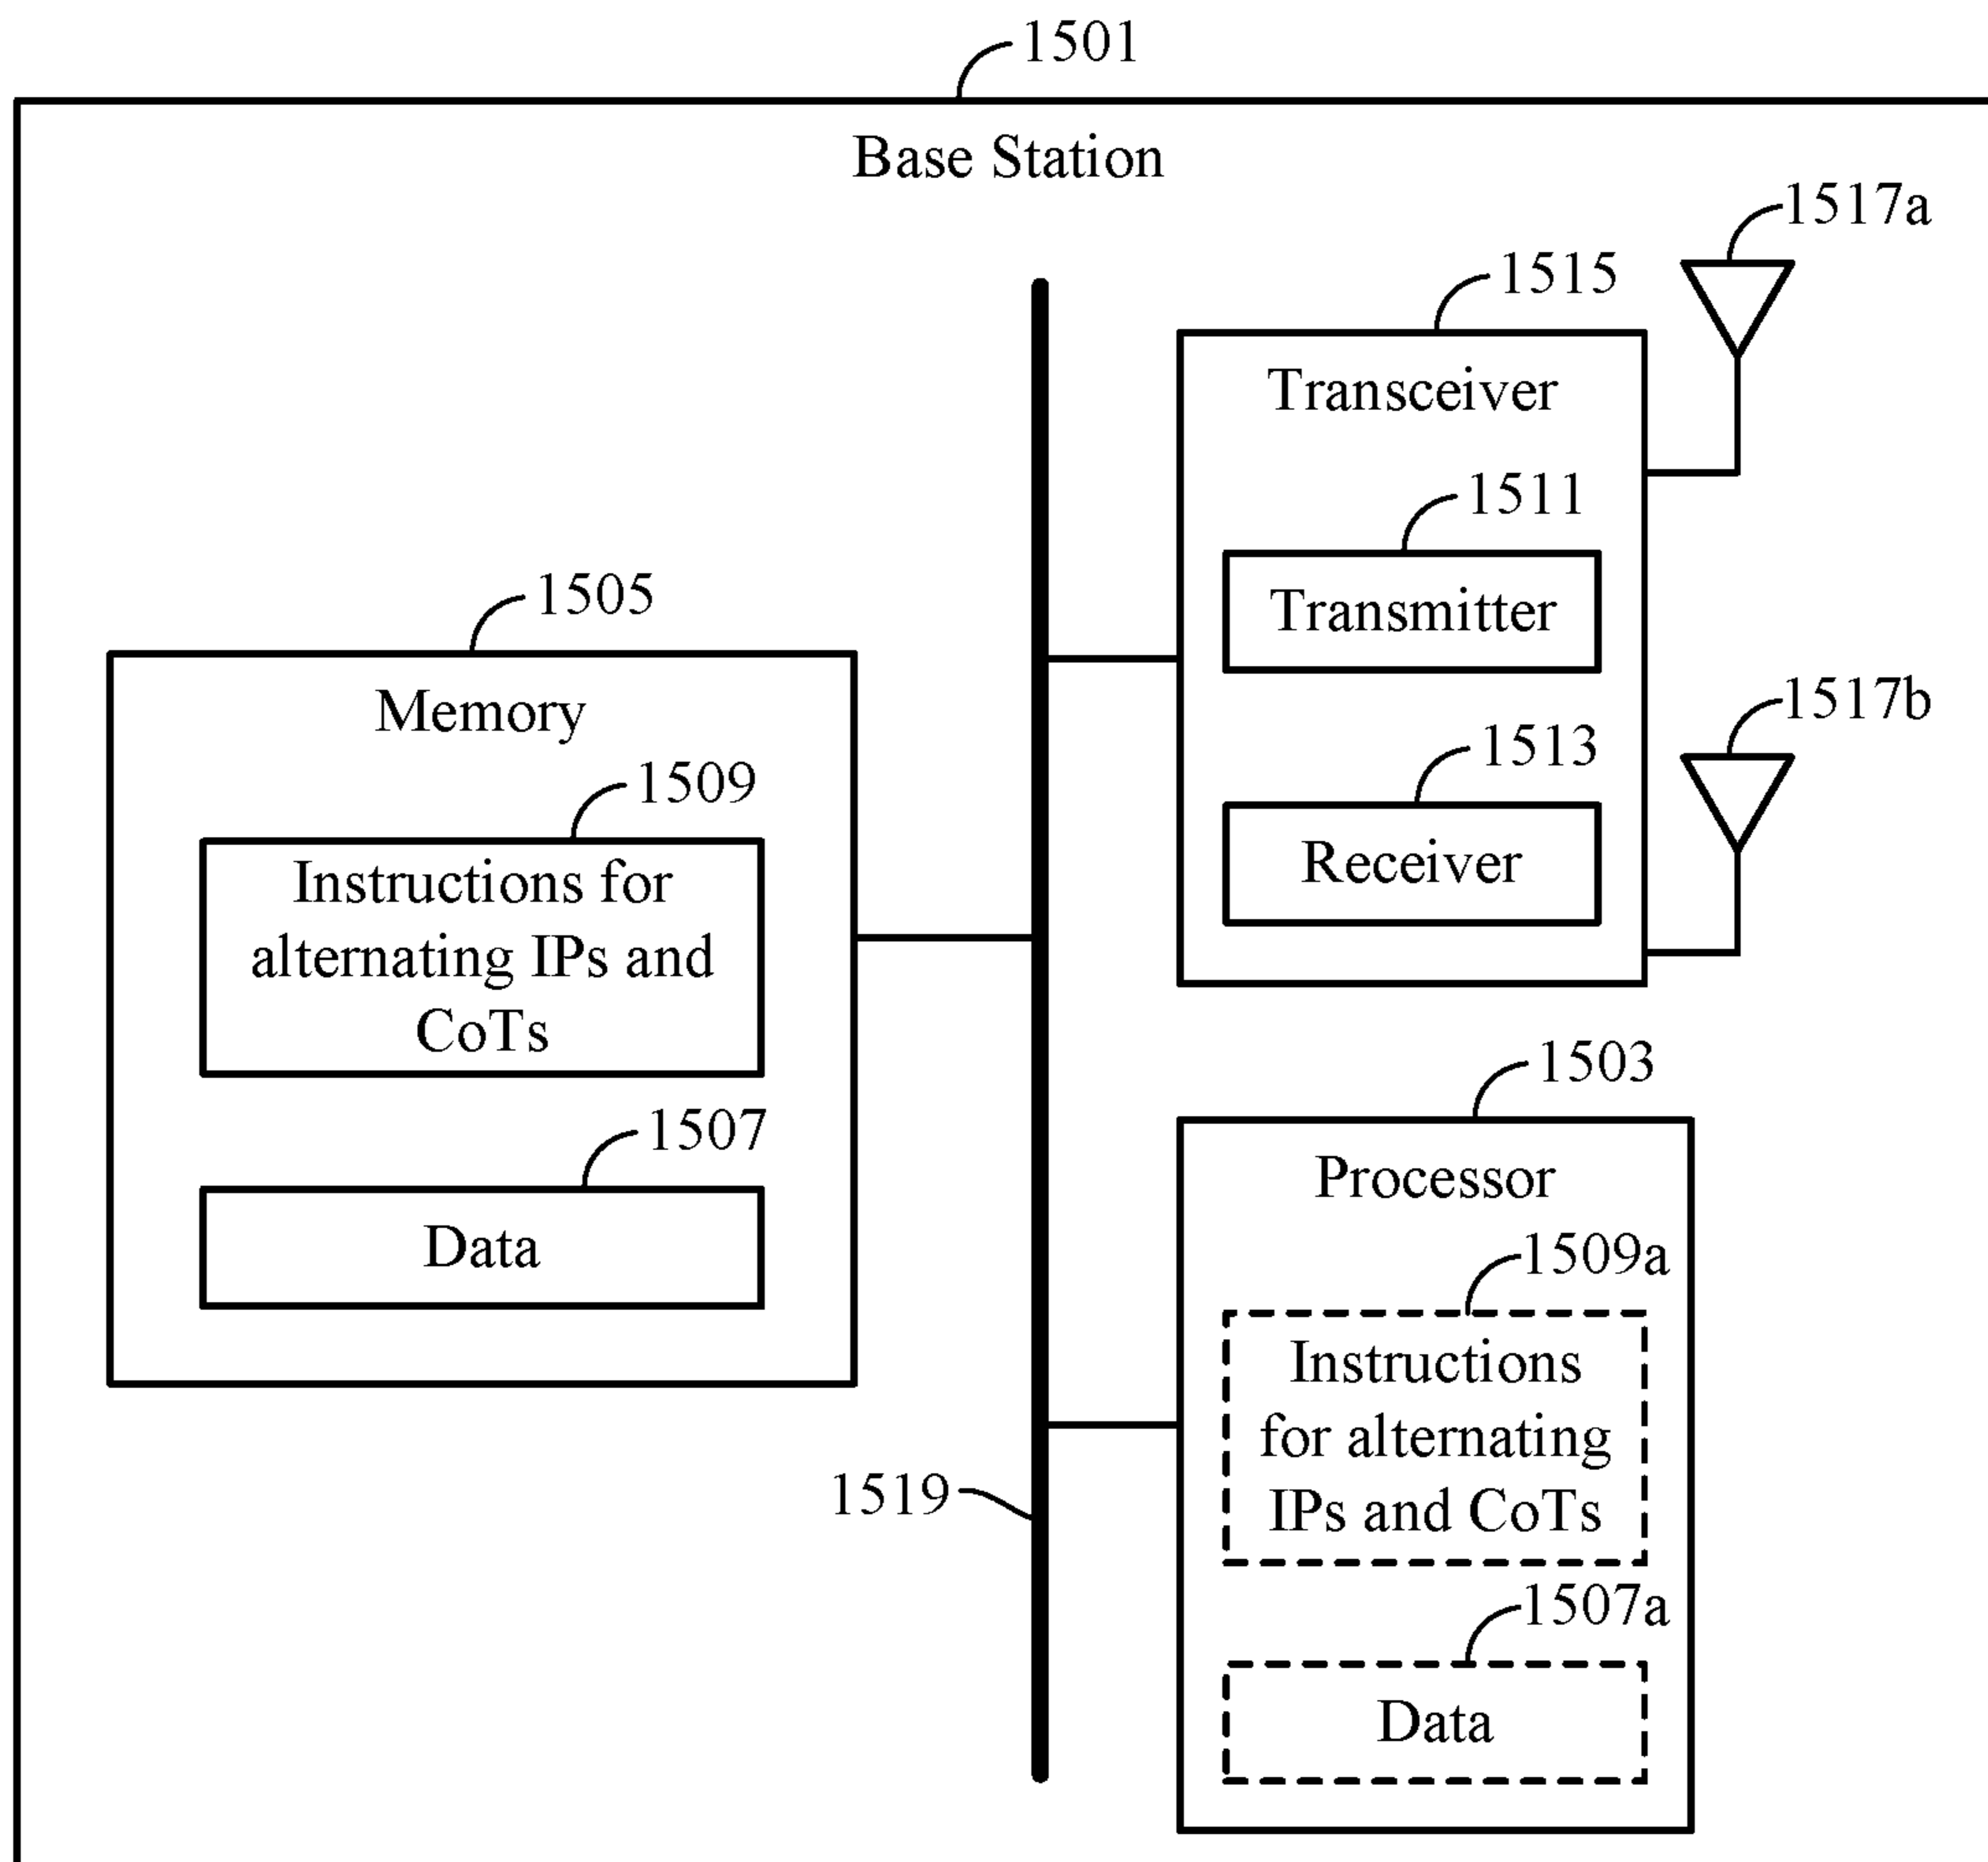 1501
Base Station
1517a
1515
Transceiver
1511
Transmitter
1505
Memory
1517b
1513
Receiver
1509
Instructions for
alternating IPs and
CoTs
1503
Processor
1507
Data
1509a
Instructions
for alternating
IPs and CoTs
1519
1507a
Data